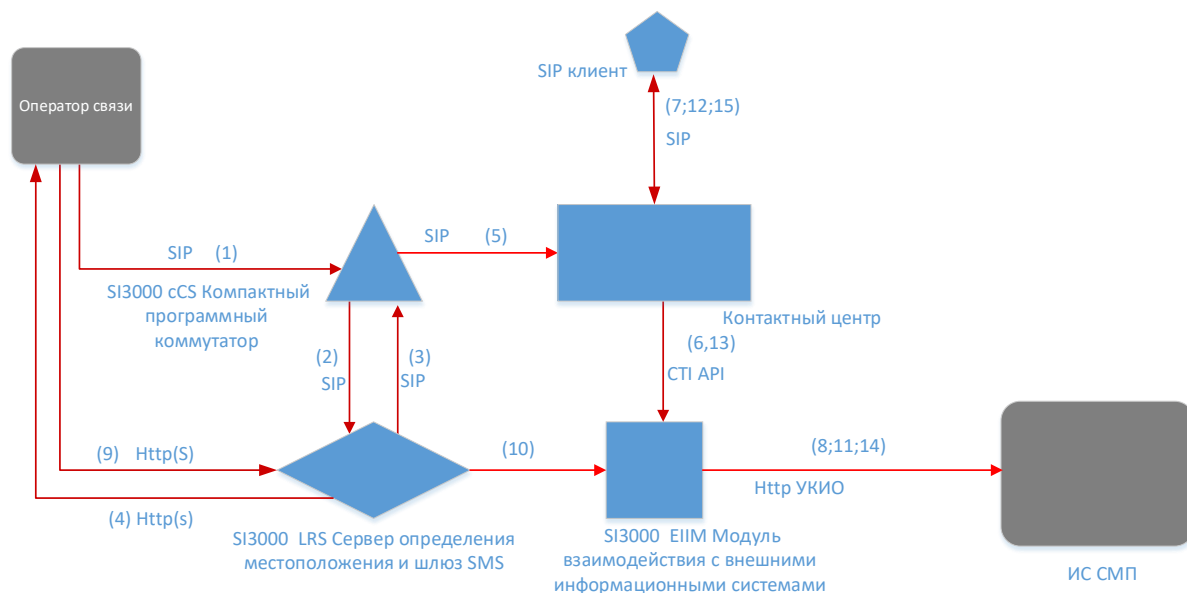 SIP клиент
Оператор связи
(7;12;15)
SIP
SIP (1)
SIP (5)
SI3000 cCS Компактный
программный
коммутатор
Контактный центр
(6,13)
CTI API
(2)
SIP
(3)
SIP
(9) Http(S)
(10)
(8;11;14)
Http УКИО
(4) Http(s)
SI3000 LRS Сервер определения
местоположения и шлюз SMS
SI3000 EIIM Модуль
взаимодействия с внешними
информационными системами
ИС СМП